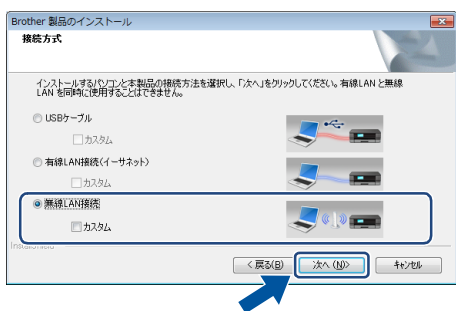 Brother 製品のインストール
接続方式
インストールするパソコンと本製品の接続方法を選択し、「次へ」をクリックしてください。有線LAN と無線
LAN を同時に使用することはできません。
USBケーブル
カスタム
有線LAN接続(イーサネット)
カスタム
無線LAN接続
カスタム
InstallShield
< 戻る(B)
次へ (N)>
キャンセル